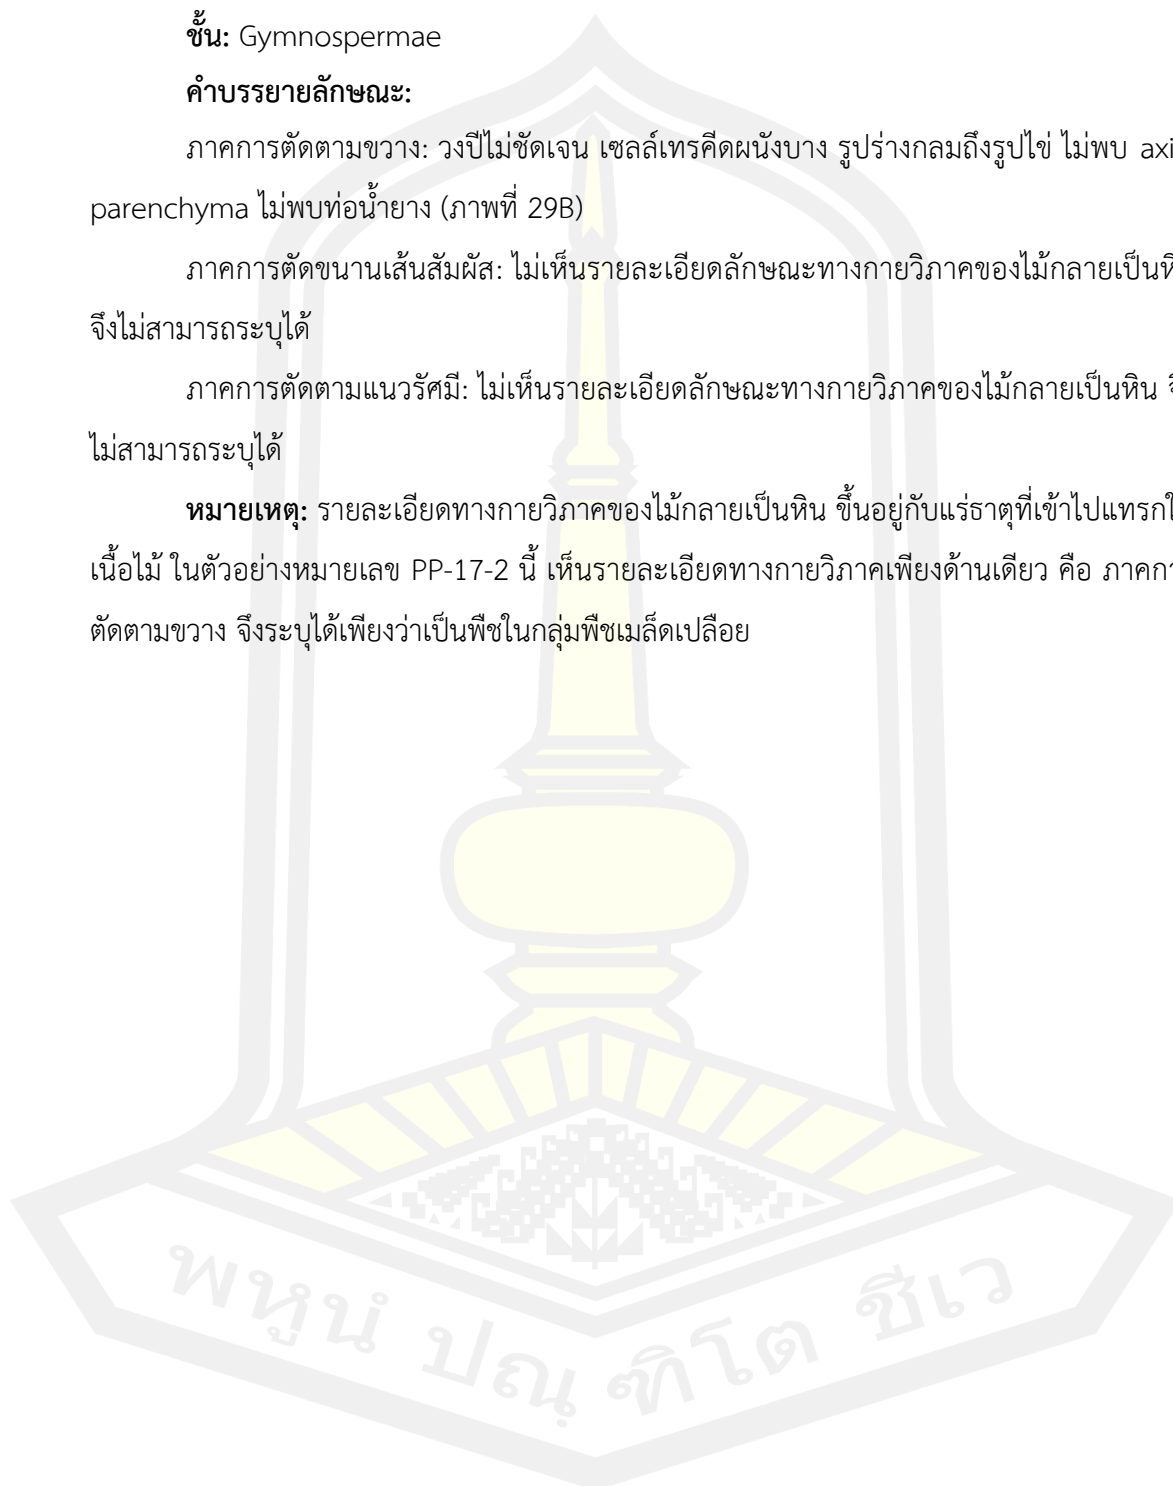 ชั้น: Gymnospermae
คำบรรยายลักษณะ:
ภาคการตัดตามขวาง: วงปีไม่ชัดเจน เซลล์เทรคีดผนังบาง รูปร่างกลมถึงรูปไข่ ไม่พบ axi
parenchyma ไม่พบท่อน้ำยาง (ภาพที่ 29B)
ภาคการตัดขนานเส้นสัมผัส: ไม่เห็นรายละเอียดลักษณะทางกายวิภาคของไม้กลายเป็นหิ
จึงไม่สามารถระบุได้
ภาคการตัดตามแนวรัศมี: ไม่เห็นรายละเอียดลักษณะทางกายวิภาคของไม้กลายเป็นหิน จึ
ไม่สามารถระบุได้
หมายเหตุ: รายละเอียดทางกายวิภาคของไม้กลายเป็นหิน ขึ้นอยู่กับแร่ธาตุที่เข้าไปแทรกใ
เนื้อไม้ ในตัวอย่างหมายเลข PP-17-2 นี้ เห็นรายละเอียดทางกายวิภาคเพียงด้านเดียว คือ ภาคกา
ตัดตามขวาง จึงระบุได้เพียงว่าเป็นพืชในกลุ่มพืชเมล็ดเปลือย
พหูนํ ปณฺ ฑิโต ชีเว